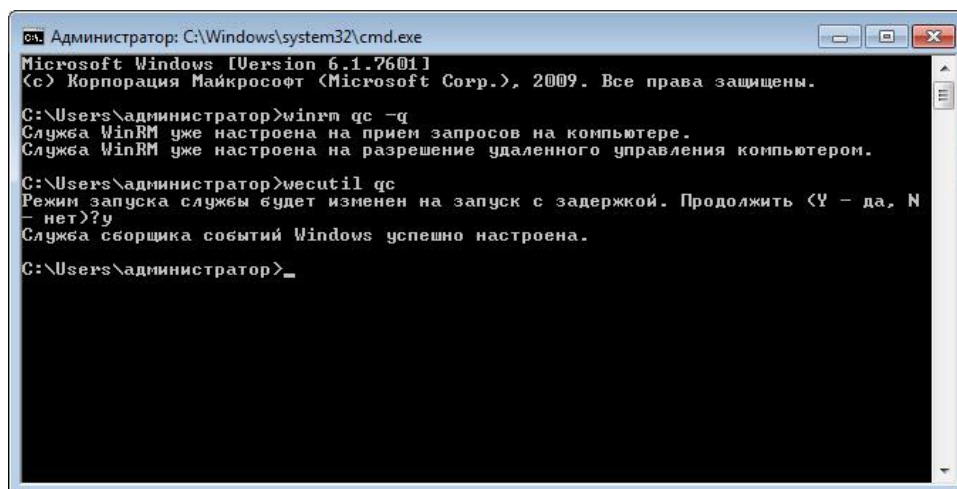 Администратор: C:\Windows\system32\cmd.exe
Microsoft Windows [Version 6.1.7601]
(c) Корпорация Майкрософт (Microsoft Corp.), 2009. Все права защищены.
C:\Users\администратор>winrm qc -q
Служба WinRM уже настроена на прием запросов на компьютере.
Служба WinRM уже настроена на разрешение удаленного управления компьютером.
C:\Users\администратор>wecutil qc
Режим запуска службы будет изменен на запуск с задержкой. Продолжить (Y - да, N
- нет)?y
Служба сборщика событий Windows успешно настроена.
C:\Users\администратор>_